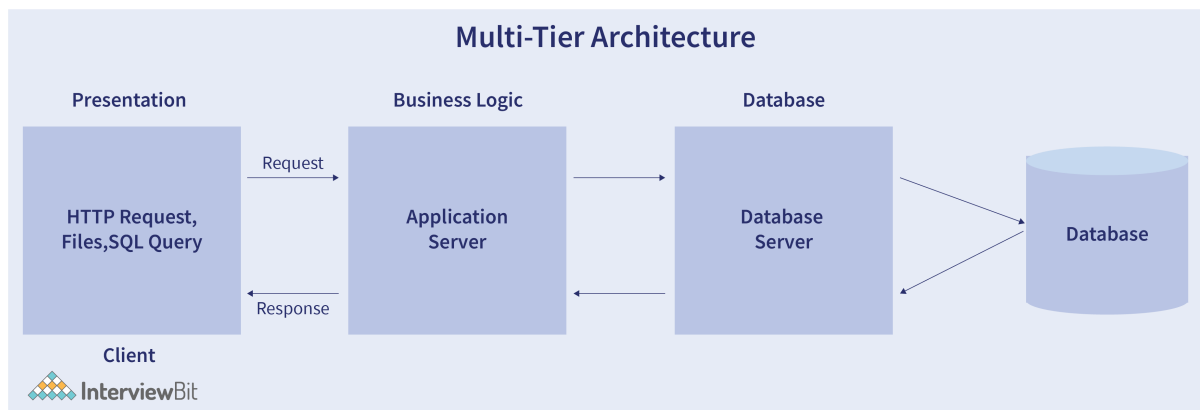 Multi-Tier Architecture
Presentation
Business Logic
Database
HTTP Request,
Files,SQL Query
Request
Response
Application
Server
Database
Server
Database
Client
InterviewBit